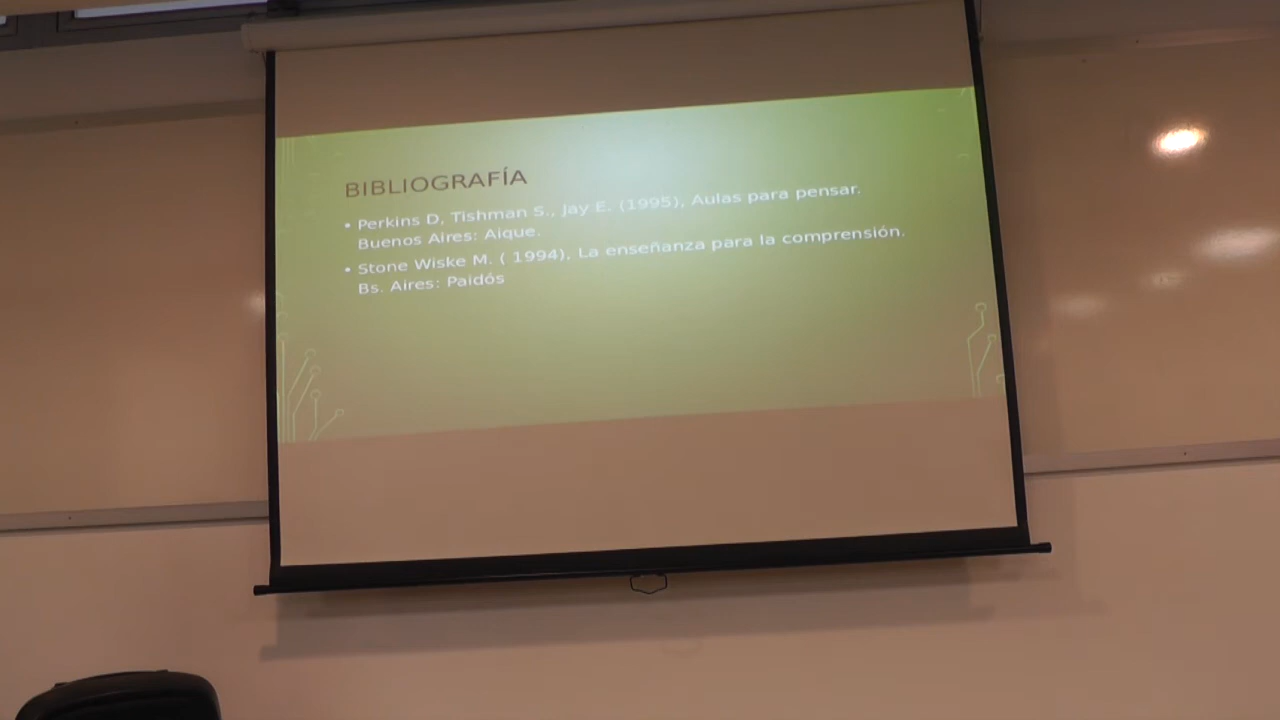 BIBLIOGRAFÍA
• Perkins D, Tishman S., Jay E. (1995), Aulas para pensar.
Buenos Aires: Aique.
• Stone Wiske M. ( 1994), La enseñanza para la comprensión.
Bs. Aires: Paidós